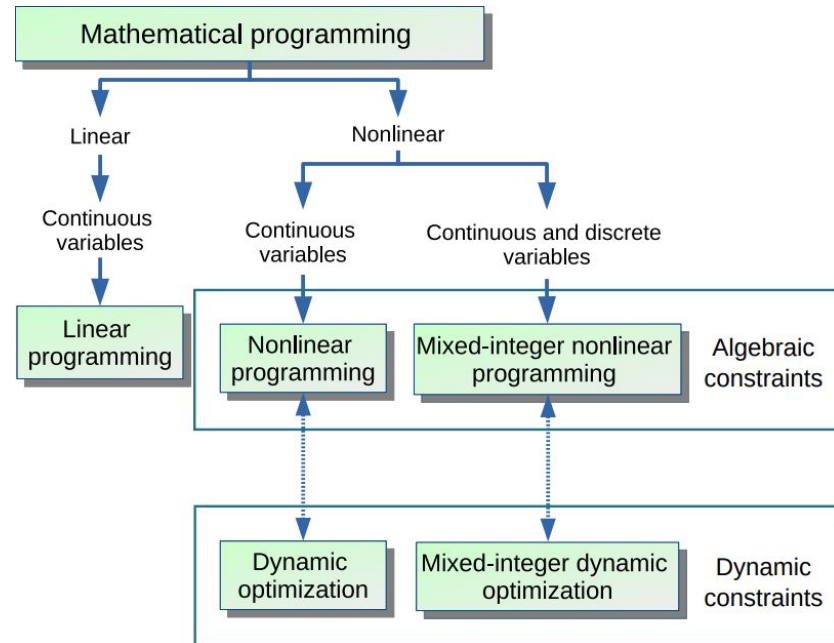 Mathematical programming
Linear
Nonlinear
Continuous
variables
Continuous
variables
Continuous and discrete
variables
Linear
programming
Nonlinear
programming
Mixed-integer nonlinear
programming
Algebraic
constraints
Dynamic
optimization
Mixed-integer dynamic
optimization
Dynamic
constraints